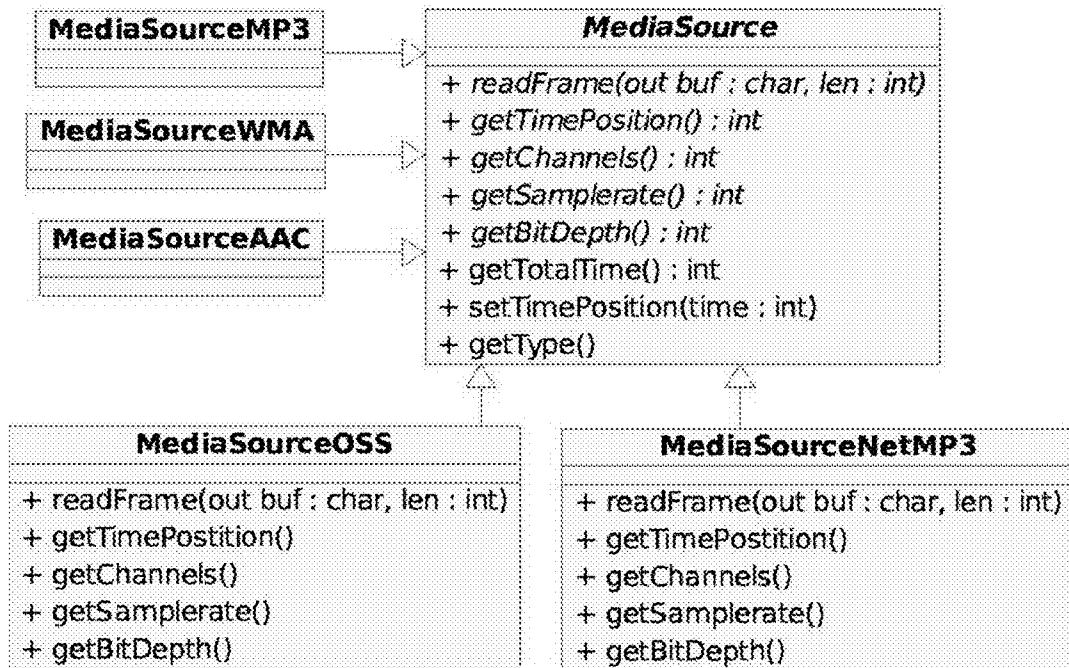 MediaSourceMP3
MediaSourceWMA
MediaSourceAAC
MediaSource
+ readFrame(out buf : char, len : int)
+ getTimePosition() : int
+ getChannels() : int
+ getSamplerate() : int
+ getBitDepth() : int
+ getTotalTime() : int
+ setTimePosition(time : int)
+ getType()
MediaSourceOSS
+ readFrame(out buf : char, len : int)
+ getTimePostition()
+ getChannels()
+ getSamplerate()
+ getBitDepth()
MediaSourceNetMP3
+ readFrame(out buf : char, len : int)
+ getTimePostition()
+ getChannels()
+ getSamplerate()
+ getBitDepth()